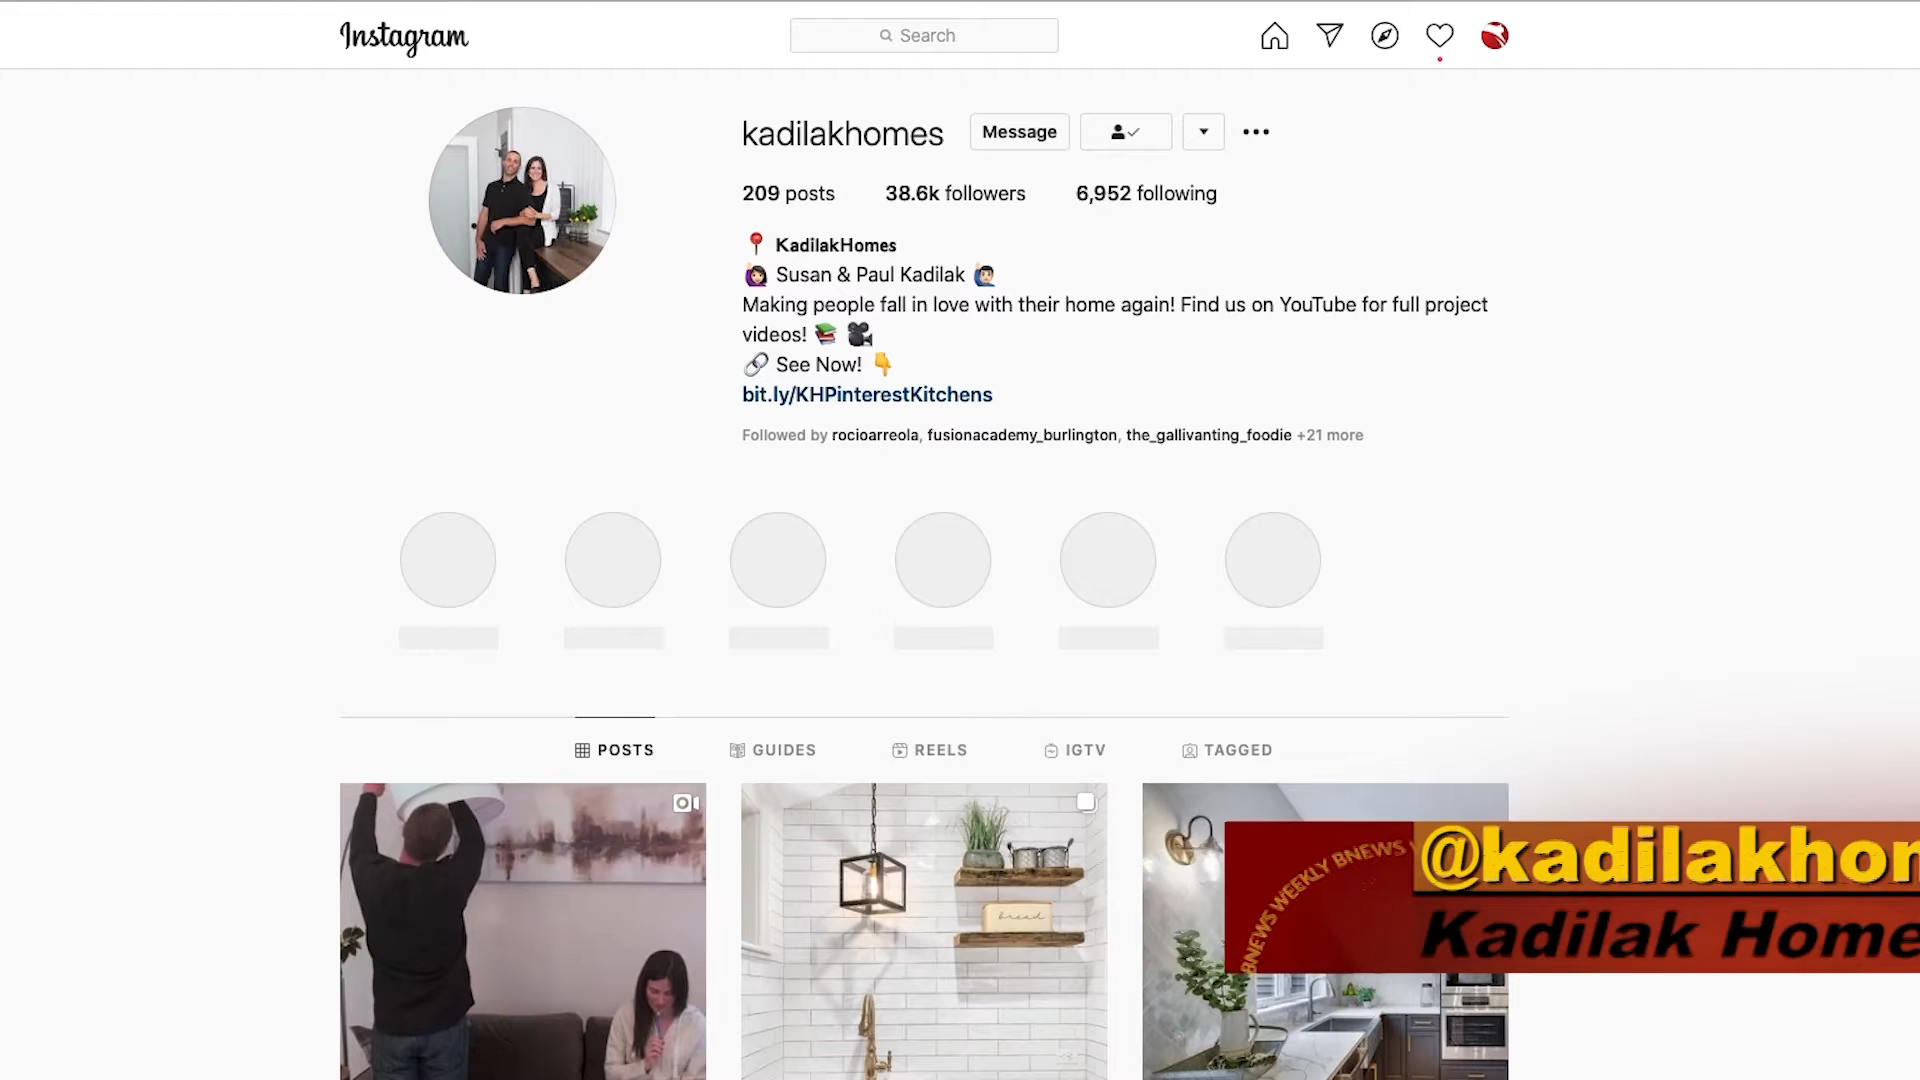 Instagram
Search
kadilakhomes
Message
209 posts
38.6k followers
6,952 following
📍 KadilakHomes
🙋🏻‍♀️ Susan & Paul Kadilak 🙋🏻‍♂️
Making people fall in love with their home again! Find us on YouTube for full project
videos! 📚 🎥
🔗 See Now! 👇
bit.ly/KHPinterestKitchens
Followed by rocioarreola, fusionacademy_burlington, the_gallivanting_foodie +21 more
POSTS
GUIDES
REELS
IGTV
TAGGED
bread
BNEWS WEEKLY BNEWS
@kadilakhom
Kadilak Home